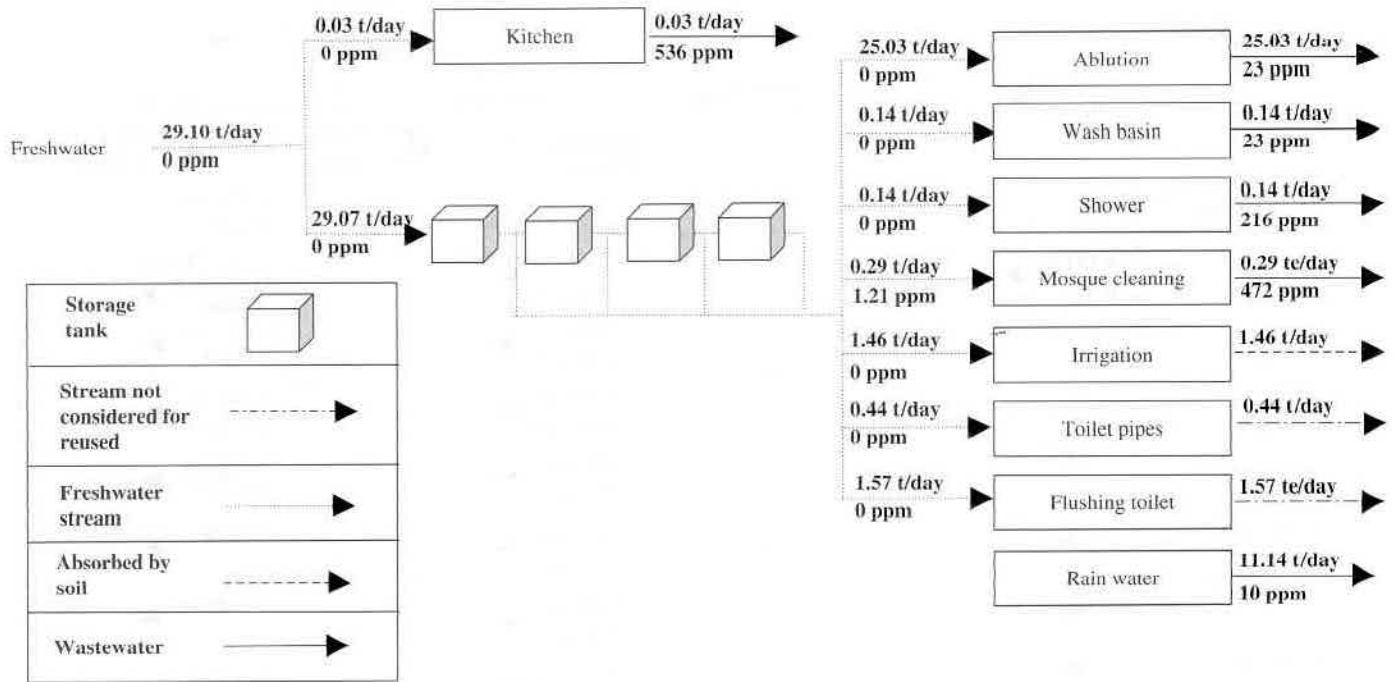 0.03 t/day
0 ppm
Kitchen
0.03 t/day
536 ppm
Freshwater
29.10 t/day
0 ppm
29.07 t/day
0 ppm
25.03 t/day
0 ppm
Ablution
25.03 t/day
23 ppm
0.14 t/day
0 ppm
Wash basin
0.14 t/day
23 ppm
0.14 t/day
0 ppm
Shower
0.14 t/day
216 ppm
0.29 t/day
1.21 ppm
Mosque cleaning
0.29 te/day
472 ppm
1.46 t/day
0 ppm
Irrigation
1.46 t/day
0.44 t/day
0 ppm
Toilet pipes
0.44 t/day
1.57 t/day
0 ppm
Flushing toilet
1.57 te/day
Rain water
11.14 t/day
10 ppm
Storage
tank
Stream not
considered for
reused
Freshwater
stream
Absorbed by
soil
Wastewater